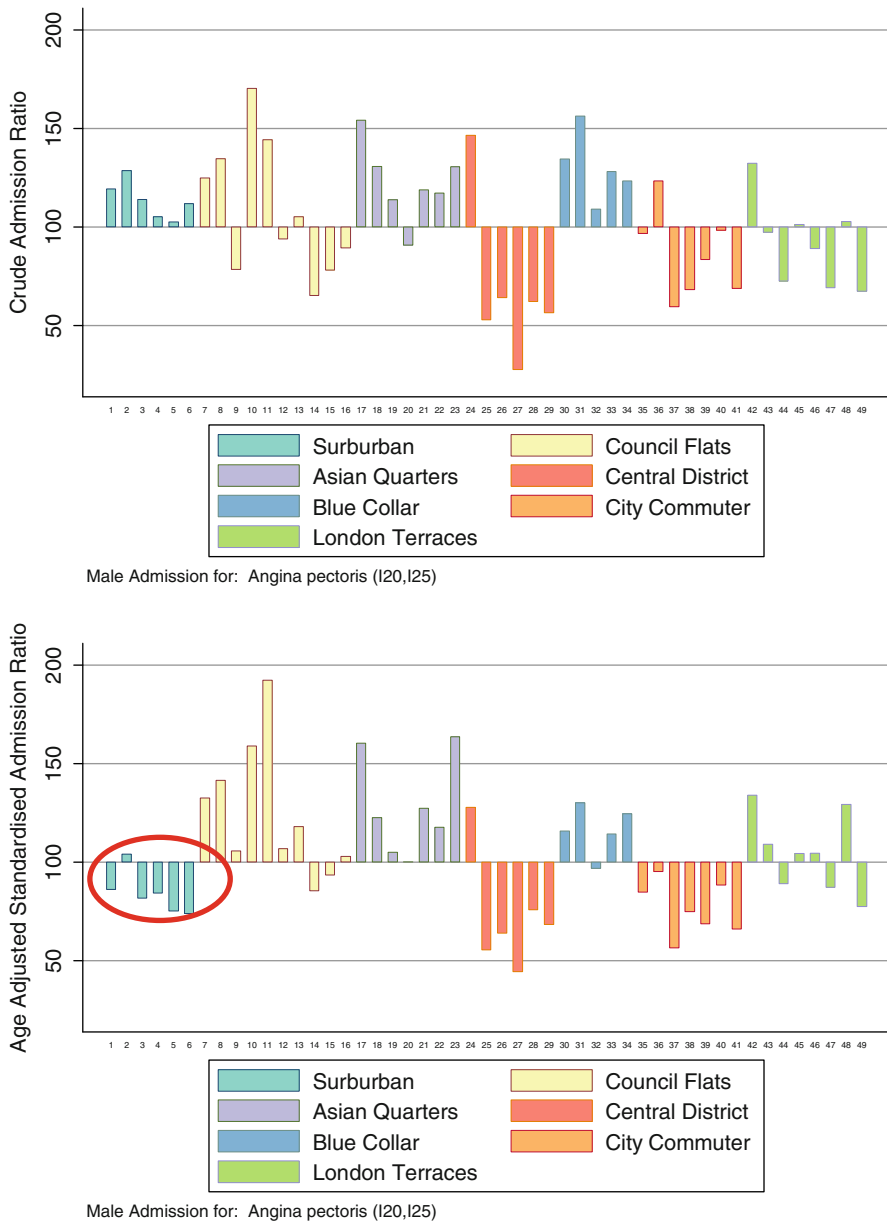 Crude Admission Ratio
200
150
100
50
1 2 3 4 5 6 7 8 9 10 11 12 13 14 15 16 17 18 19 20 21 22 23 24 25 26 27 28 29 30 31 32 33 34 35 36 37 38 39 40 41 42 43 44 45 46 47 48 49
Surburban Council Flats
Asian Quarters Central District
Blue Collar City Commuter
London Terraces
Male Admission for: Angina pectoris (I20,I25)
Age Adjusted Standardised Admission Ratio
200
150
100
50
1 2 3 4 5 6 7 8 9 10 11 12 13 14 15 16 17 18 19 20 21 22 23 24 25 26 27 28 29 30 31 32 33 34 35 36 37 38 39 40 41 42 43 44 45 46 47 48 49
Surburban Council Flats
Asian Quarters Central District
Blue Collar City Commuter
London Terraces
Male Admission for: Angina pectoris (I20,I25)